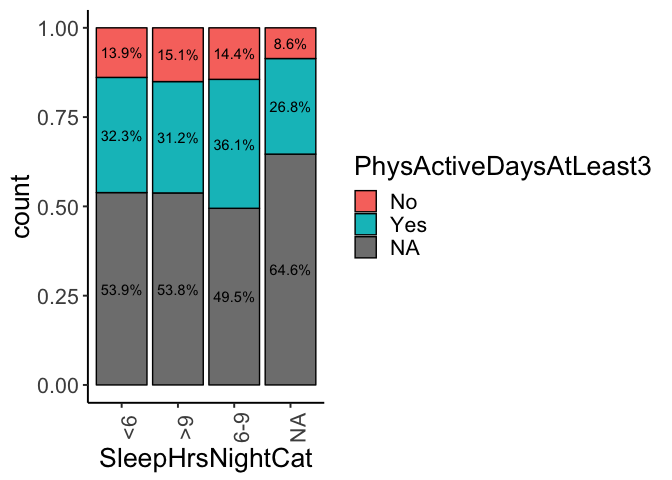 1.00
0.75
0.50
0.25
0.00
count
13.9%
15.1%
14.4%
8.6%
32.3%
31.2%
36.1%
26.8%
53.9%
53.8%
49.5%
64.6%
<6
>9
6-9
NA
SleepHrsNightCat
PhysActiveDaysAtLeast3
No
Yes
NA